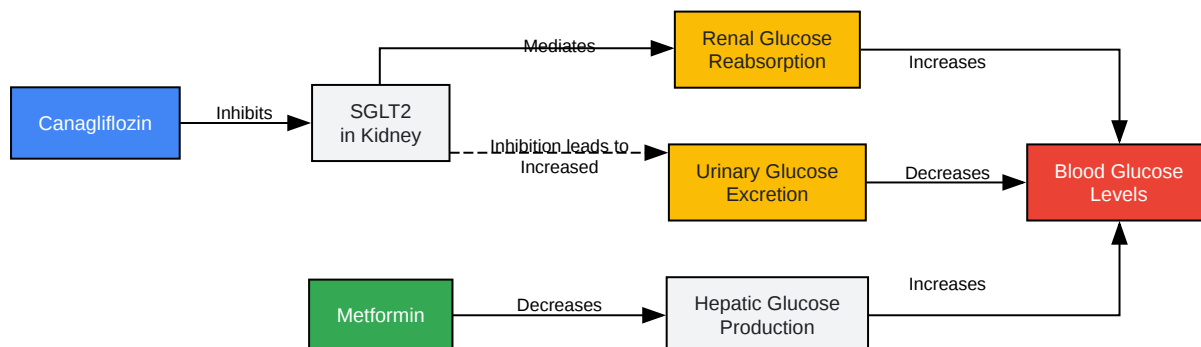 Canagliflozin
Inhibits
SGLT2
in Kidney
Mediates
Renal Glucose
Reabsorption
Increases
Inhibition leads to
Increased
Urinary Glucose
Excretion
Decreases
Blood Glucose
Levels
Metformin
Decreases
Hepatic Glucose
Production
Increases